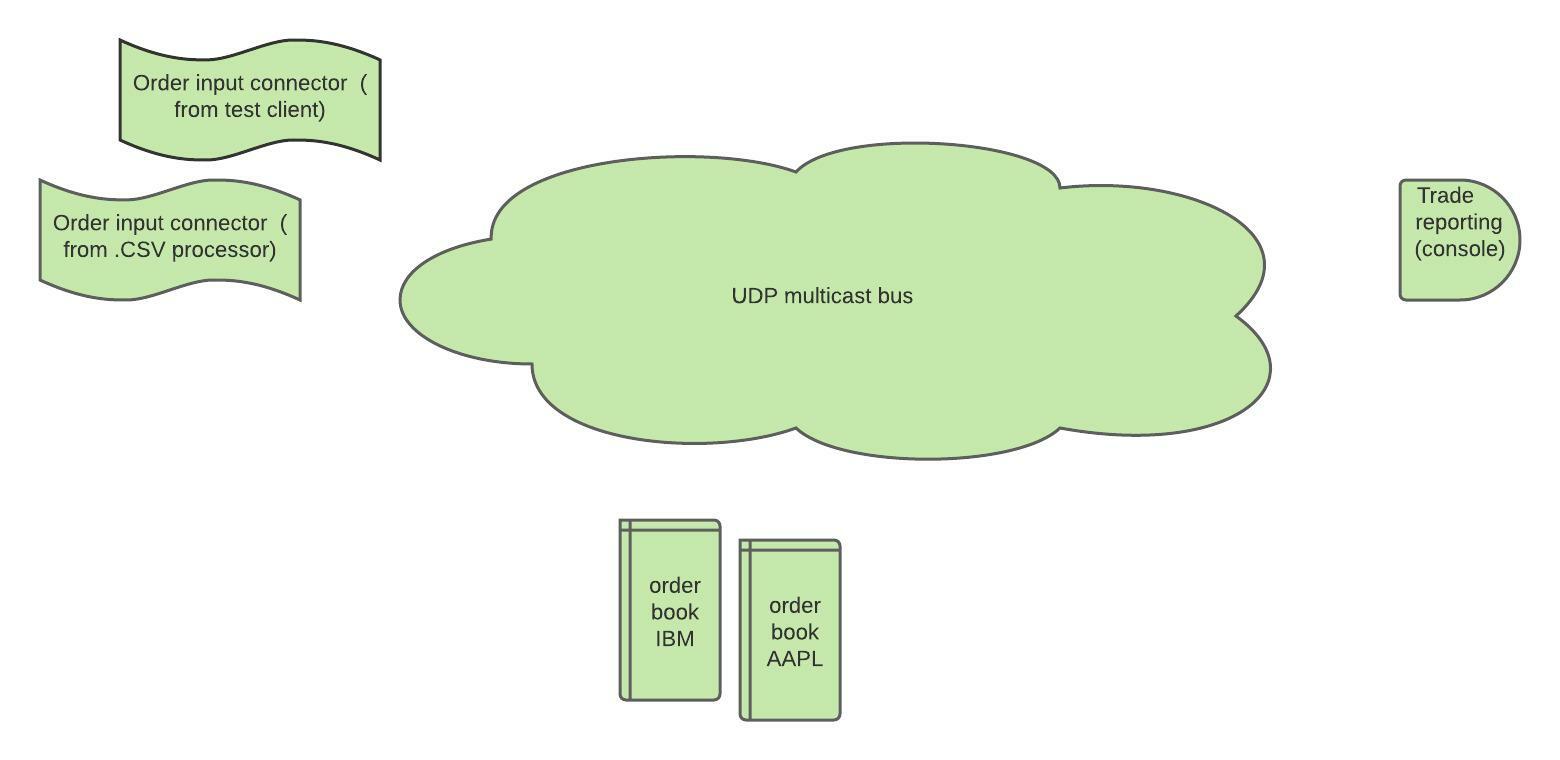 Order input connector  (
from test client)
Order input connector  (
from .CSV processor)
UDP multicast bus
Trade
reporting
(console)
order
book
IBM
order
book
AAPL